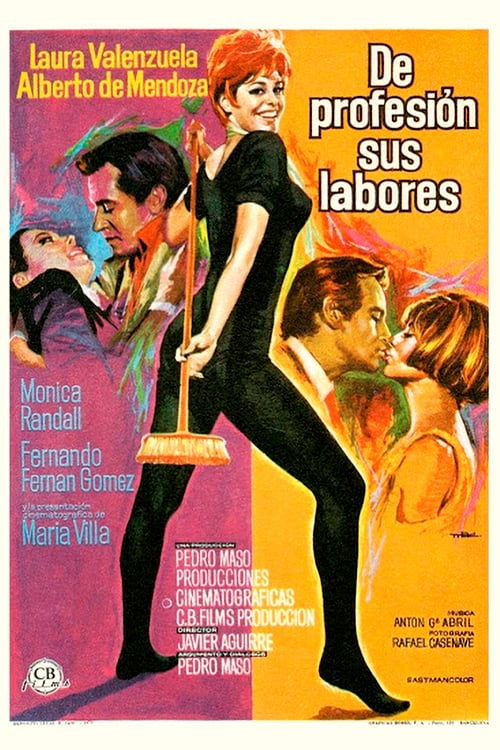 Laura Valenzuela
Alberto de Mendoza
De
profesión
sus
labores
Monica
Randall
Fernando
Fernan Gomez
y la presentación
cinematográfica de
Maria Villa
UNA PRODUCCION
PEDRO MASO
PRODUCCIONES
CINEMATOGRAFICAS
C.B. FILMS PRODUCCION
DIRECTOR
JAVIER AGUIRRE
ARGUMENTO Y DIALOGOS
PEDRO MASO
MUSICA
ANTON Gª ABRIL
FOTOGRAFIA
RAFAEL CASENAVE
EASTMANCOLOR
CB
films